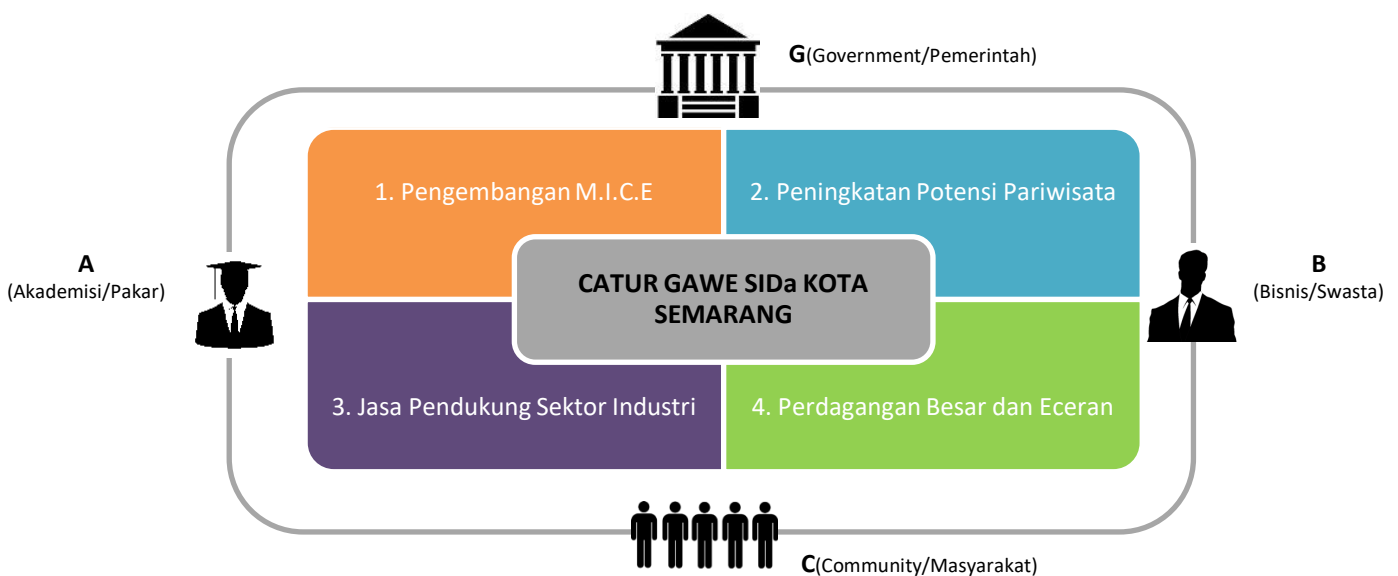 G(Government/Pemerintah)
1. Pengembangan M.I.C.E
2. Peningkatan Potensi Pariwisata
A
(Akademisi/Pakar)
CATUR GAWE SIDa KOTA
SEMARANG
B
(Bisnis/Swasta)
3. Jasa Pendukung Sektor Industri
4. Perdagangan Besar dan Eceran
C(Community/Masyarakat)